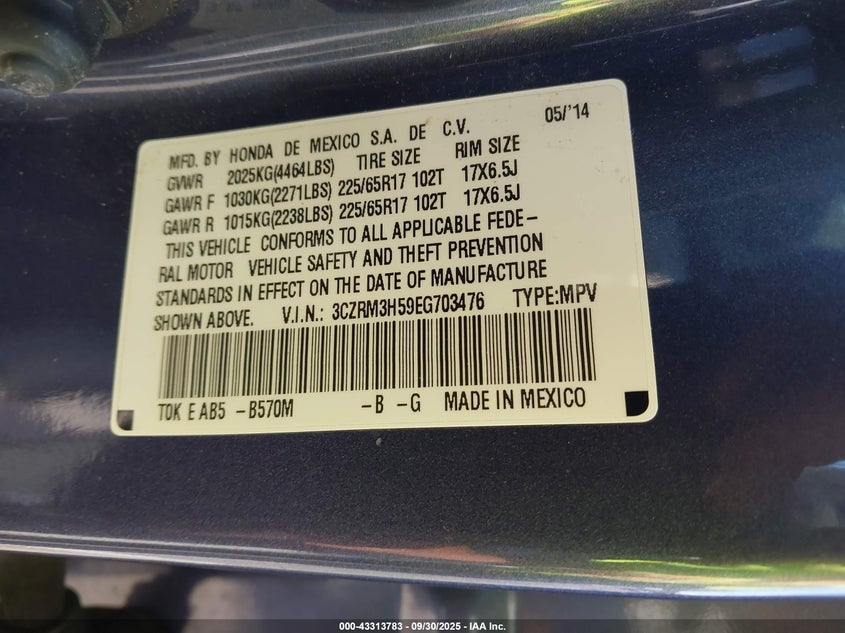 MFD. BY HONDA DE MEXICO S.A. DE C.V. 05/'14
GVWR 2025KG(4464LBS) TIRE SIZE RIM SIZE
GAWR F 1030KG(2271LBS) 225/65R17 102T 17X6.5J
GAWR R 1015KG(2238LBS) 225/65R17 102T 17X6.5J
THIS VEHICLE CONFORMS TO ALL APPLICABLE FEDE-
RAL MOTOR VEHICLE SAFETY AND THEFT PREVENTION
STANDARDS IN EFFECT ON THE DATE OF MANUFACTURE
SHOWN ABOVE. V.I.N.: 3CZRM3H59EG703476 TYPE:MPV
T0K E AB5 -B570M -B -G MADE IN MEXICO
000-43313783 - 09/30/2025 - IAA Inc.